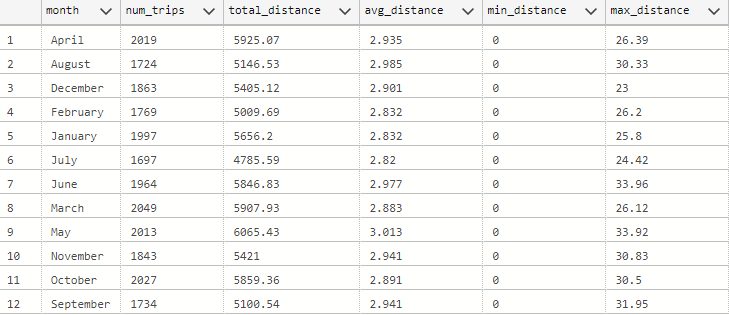 month num_trips total_distance avg_distance min_distance max_distance
1 April 2019 5925.07 2.935 0 26.39
2 August 1724 5146.53 2.985 0 30.33
3 December 1863 5405.12 2.901 0 23
4 February 1769 5009.69 2.832 0 26.2
5 January 1997 5656.2 2.832 0 25.8
6 July 1697 4785.59 2.82 0 24.42
7 June 1964 5846.83 2.977 0 33.96
8 March 2049 5907.93 2.883 0 26.12
9 May 2013 6065.43 3.013 0 33.92
10 November 1843 5421 2.941 0 30.83
11 October 2027 5859.36 2.891 0 30.5
12 September 1734 5100.54 2.941 0 31.95